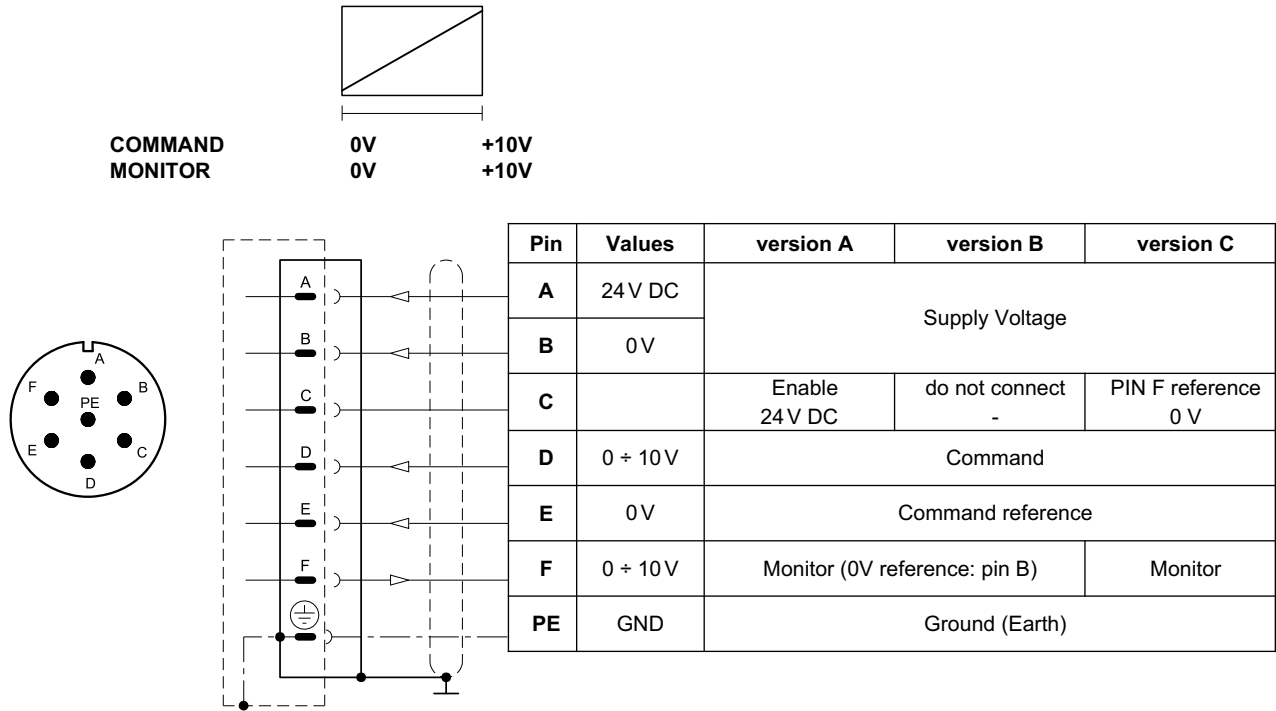 COMMAND 0V +10V
MONITOR 0V +10V
Pin Values version A version B version C
A 24 V DC Supply Voltage
B 0 V
C Enable 24 V DC do not connect - PIN F reference 0 V
D 0 ÷ 10 V Command
E 0 V Command reference
F 0 ÷ 10 V Monitor (0V reference: pin B) Monitor
PE GND Ground (Earth)
A
B
C
D
E
F
A
F
B
PE
E
C
D